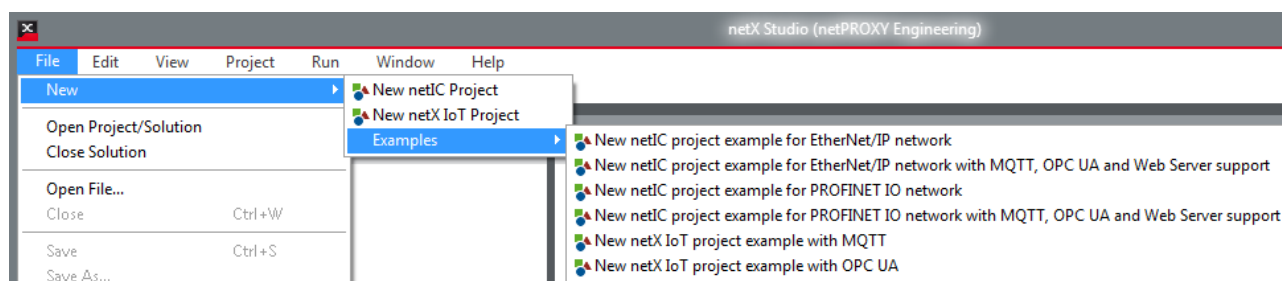 netX Studio (netPROXY Engineering)
File Edit View Project Run Window Help
New
New netIC Project
New netX IoT Project
Examples
Open Project/Solution
Close Solution
Open File...
Close Ctrl+W
Save Ctrl+S
Save As...
New netIC project example for EtherNet/IP network
New netIC project example for EtherNet/IP network with MQTT, OPC UA and Web Server support
New netIC project example for PROFINET IO network
New netIC project example for PROFINET IO network with MQTT, OPC UA and Web Server support
New netX IoT project example with MQTT
New netX IoT project example with OPC UA